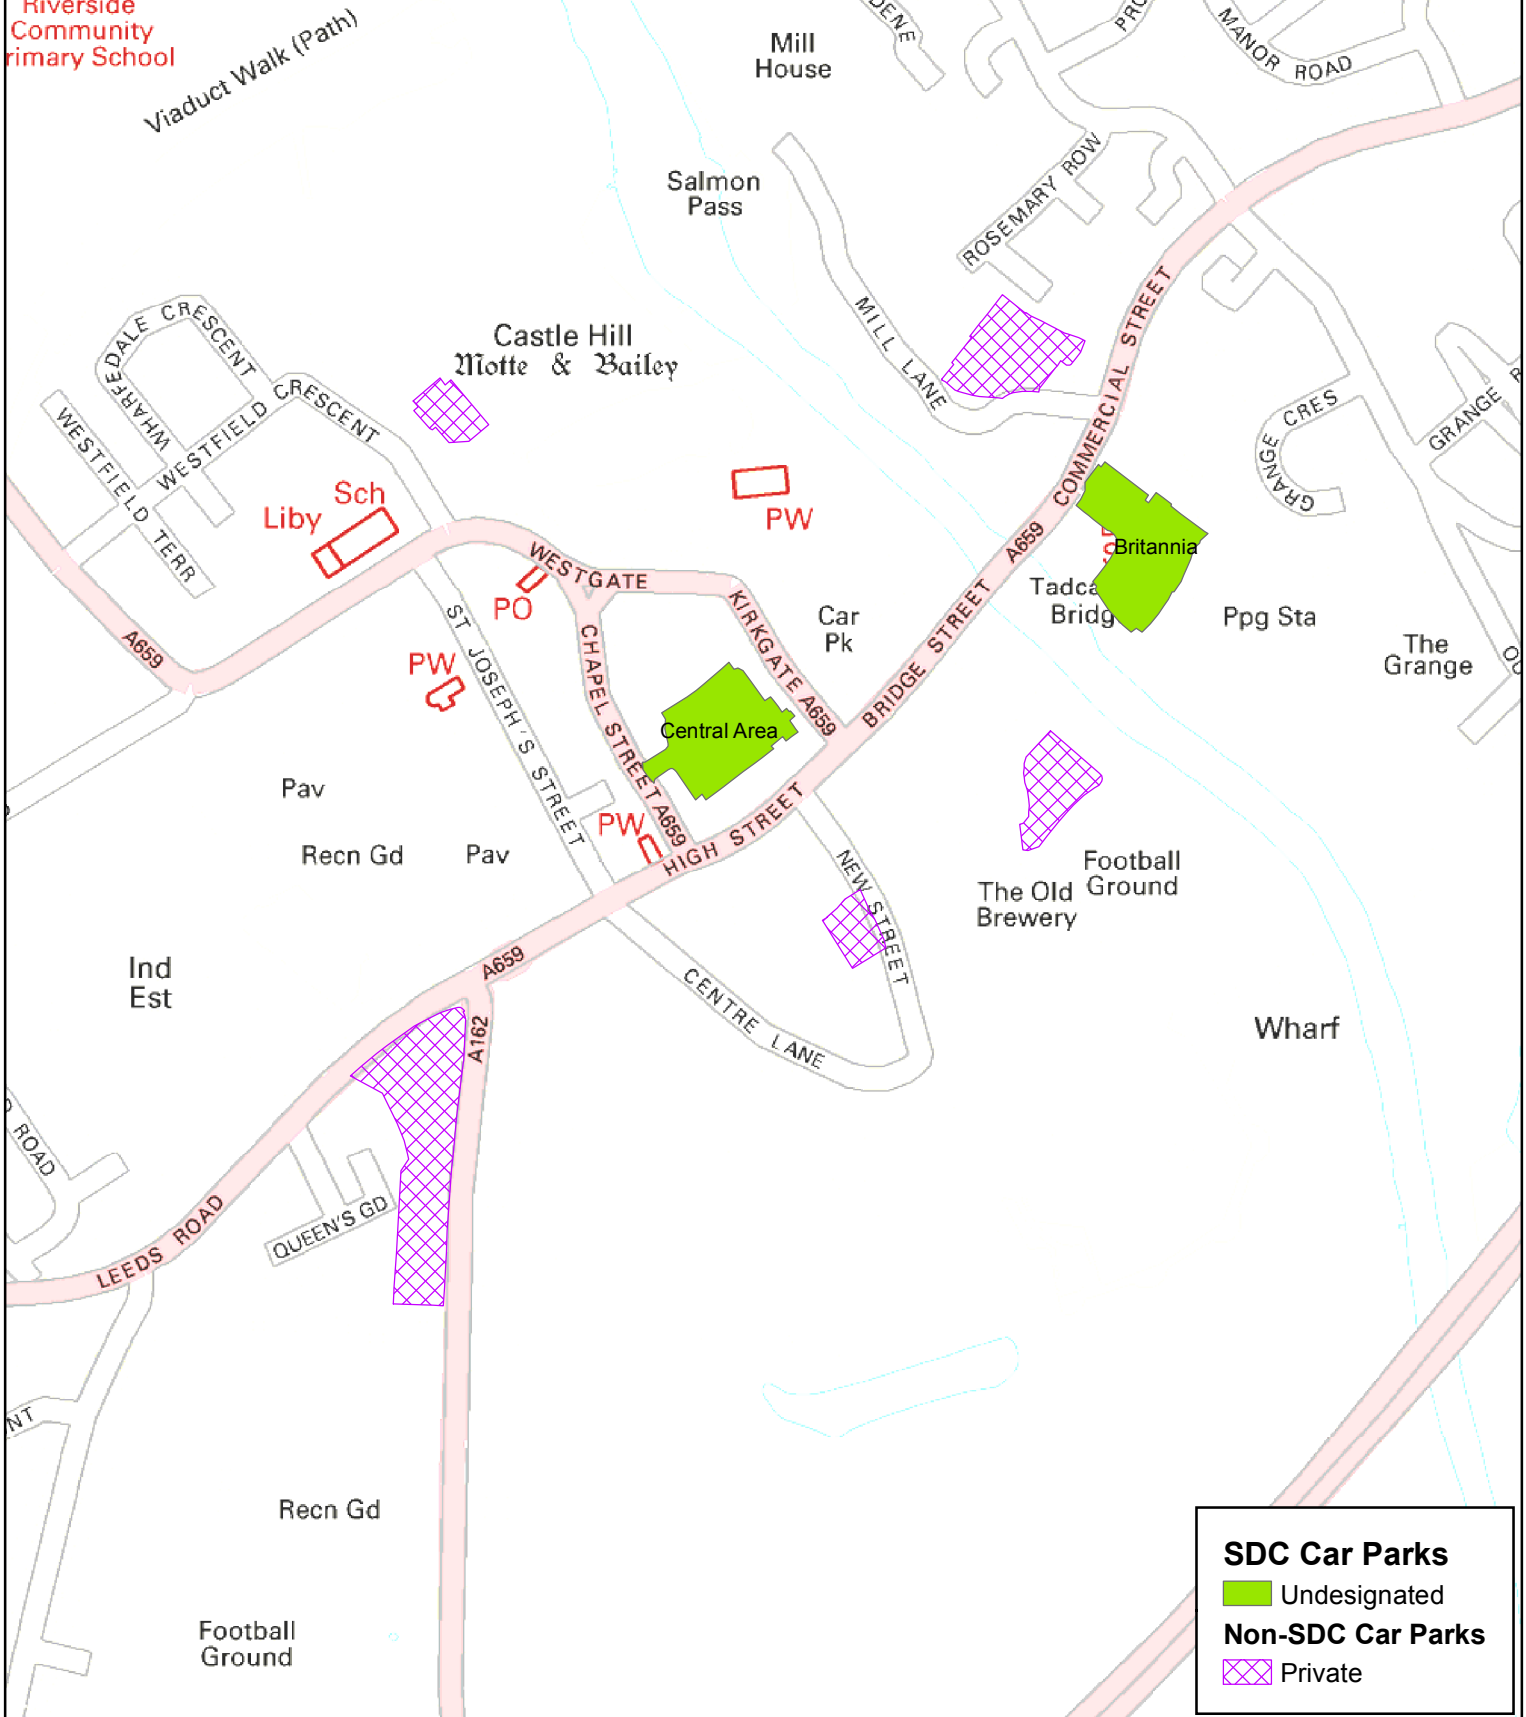 Riverside
Community
rimary School
Viaduct Walk (Path)
Mill
House
DENE
PRO
MANOR ROAD
Salmon
Pass
ROSEMARY ROW
MILL LANE
COMMERCIAL STREET
Castle Hill
Motte & Bailey
WHARFEDALE CRESCENT
WESTFIELD CRESCENT
WESTFIELD TERR
Sch
Liby
PW
GRANGE CRES
GRANGE R
A659
WESTGATE
PO
Britannia
Tadca
Bridg
Ppg Sta
The
Grange
Car
Pk
KIRKGATE A659
BRIDGE STREET
A659
CHAPEL STREET A659
ST JOSEPH'S STREET
PW
Central Area
Pav
Recn Gd
Pav
PW
HIGH STREET
NEW STREET
The Old
Brewery
Football
Ground
Ind
Est
A659
A162
CENTRE LANE
Wharf
ROAD
QUEEN'S GD
LEEDS ROAD
NT
Recn Gd
Football
Ground
SDC Car Parks
Undesignated
Non-SDC Car Parks
Private